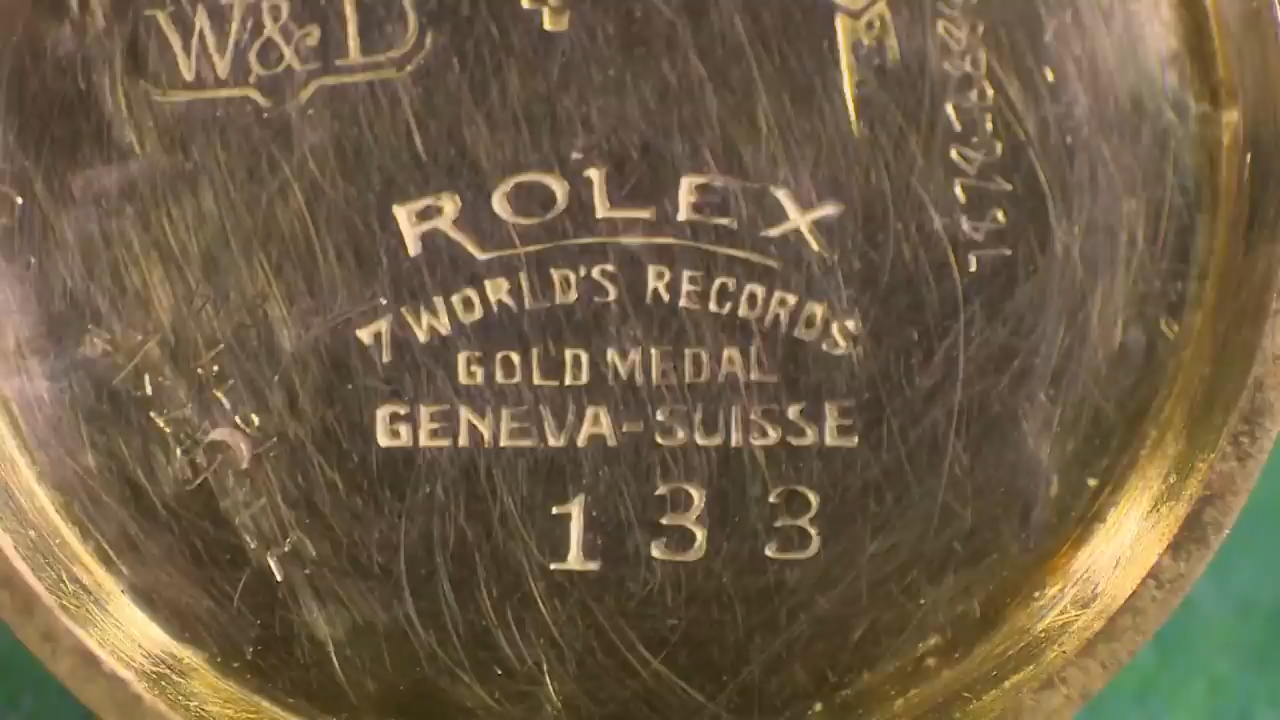 W&D
ROLEX
7 WORLD'S RECORDS
GOLD MEDAL
GENEVA-SUISSE
133